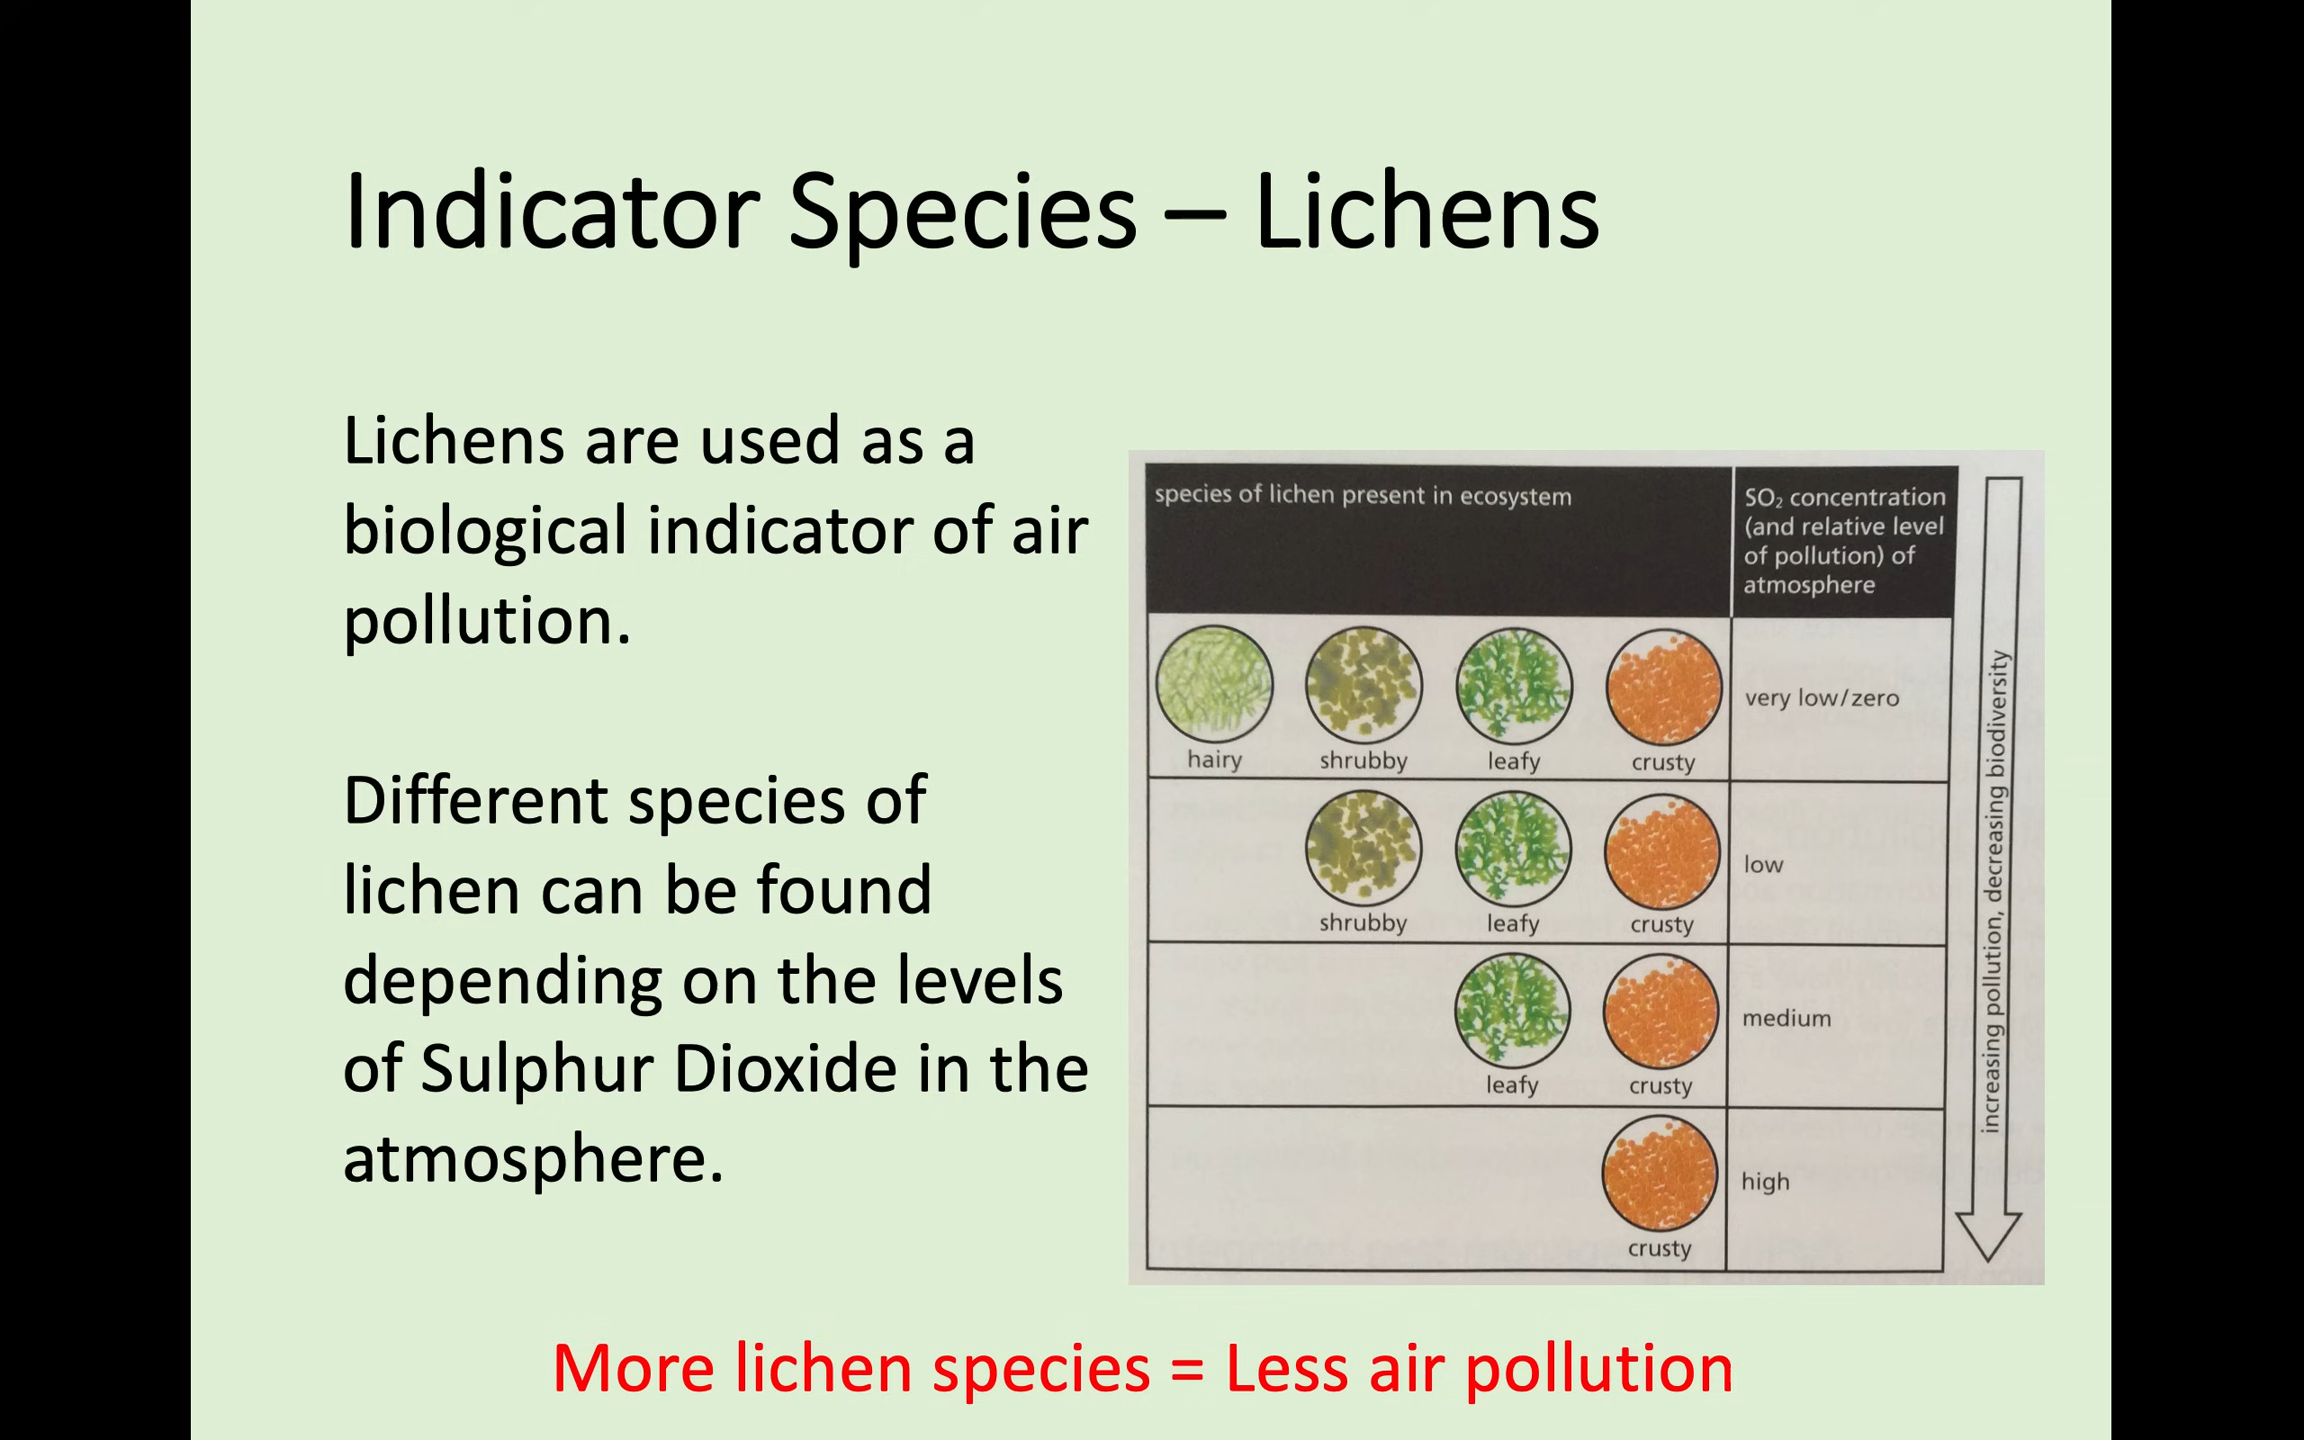 Indicator Species – Lichens
Lichens are used as a
biological indicator of air
pollution.
Different species of
lichen can be found
depending on the levels
of Sulphur Dioxide in the
atmosphere.
species of lichen present in ecosystem
SO₂ concentration
(and relative level
of pollution) of
atmosphere
hairy
shrubby
leafy
crusty
very low/zero
shrubby
leafy
crusty
low
leafy
crusty
medium
crusty
high
increasing pollution, decreasing biodiversity
More lichen species = Less air pollution